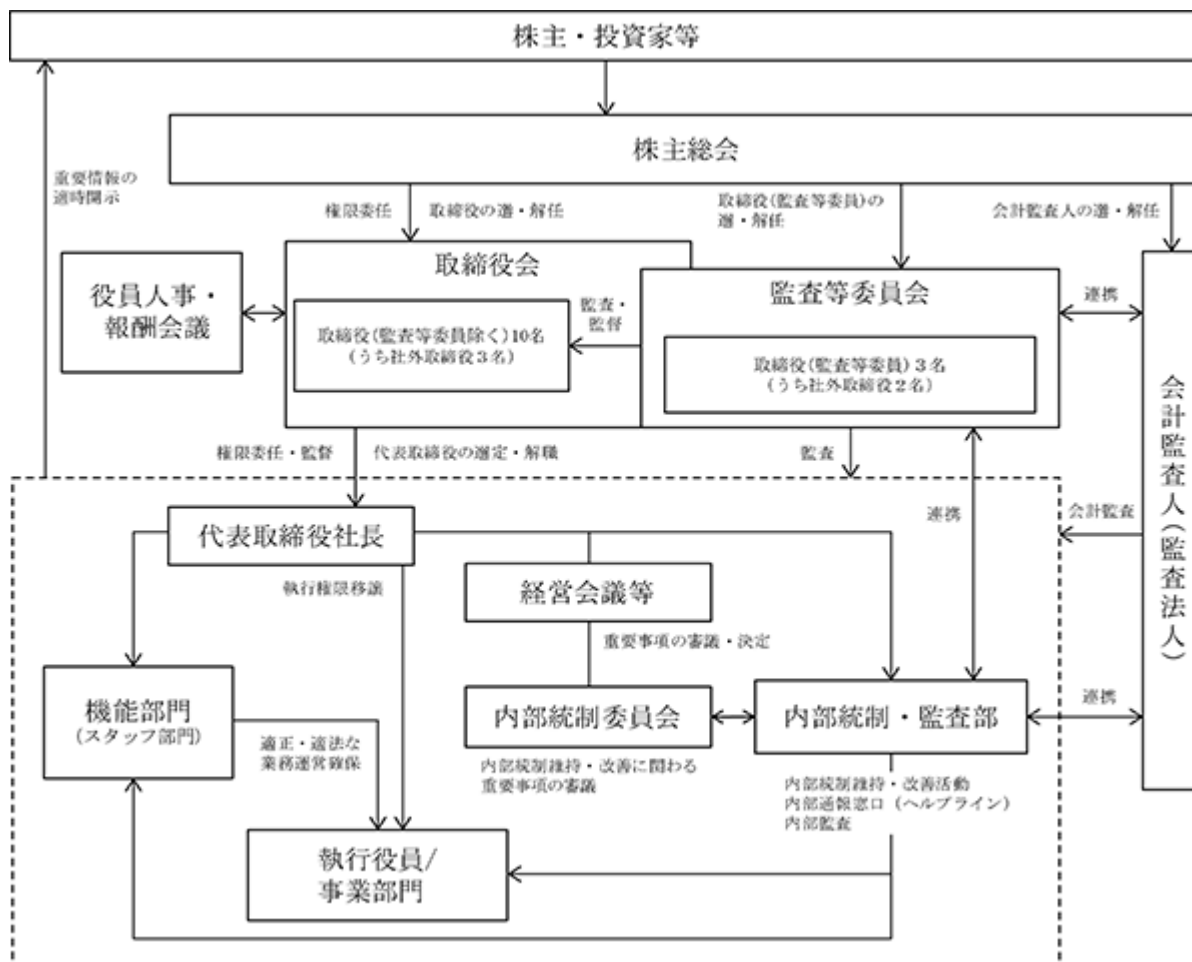 株主・投資家等
株主総会
重要情報の
適時開示
権限委任
取締役の選・解任
取締役(監査等委員)の
選・解任
会計監査人の選・解任
役員人事・
報酬会議
取締役会
取締役(監査等委員除く)10名
(うち社外取締役3名)
監査・
監督
監査等委員会
取締役(監査等委員)3名
(うち社外取締役2名)
連携
会計監査人(監査法人)
権限委任・監督
代表取締役の選定・解職
監査
連携
会計監査
代表取締役社長
執行権限移譲
経営会議等
重要事項の審議・決定
機能部門
(スタッフ部門)
適正・適法な
業務運営確保
内部統制委員会
内部統制維持・改善に関わる
重要事項の審議
内部統制・監査部
連携
内部統制維持・改善活動
内部通報窓口(ヘルプライン)
内部監査
執行役員/
事業部門